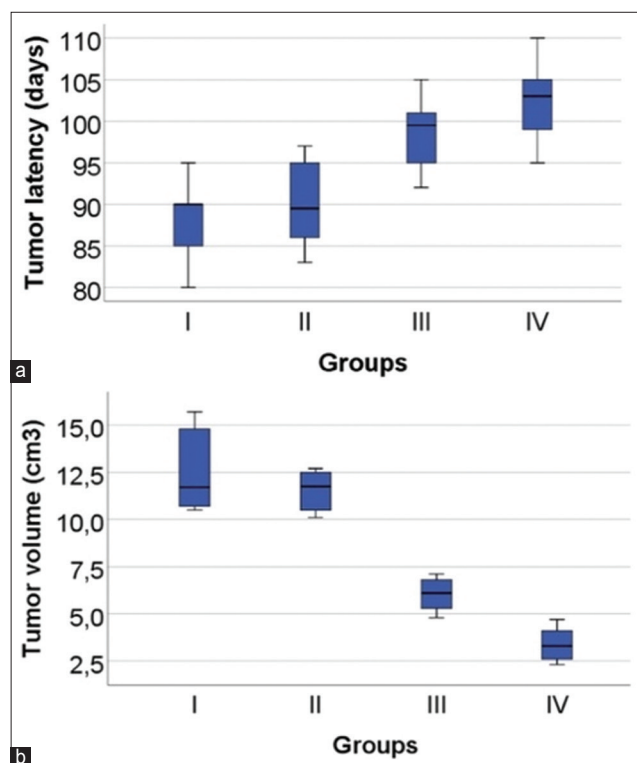 Tumor latency (days)
110
105
100
95
90
85
80
I II III IV
Groups
a
Tumor volume (cm3)
15,0
12,5
10,0
7,5
5,0
2,5
I II III IV
Groups
b